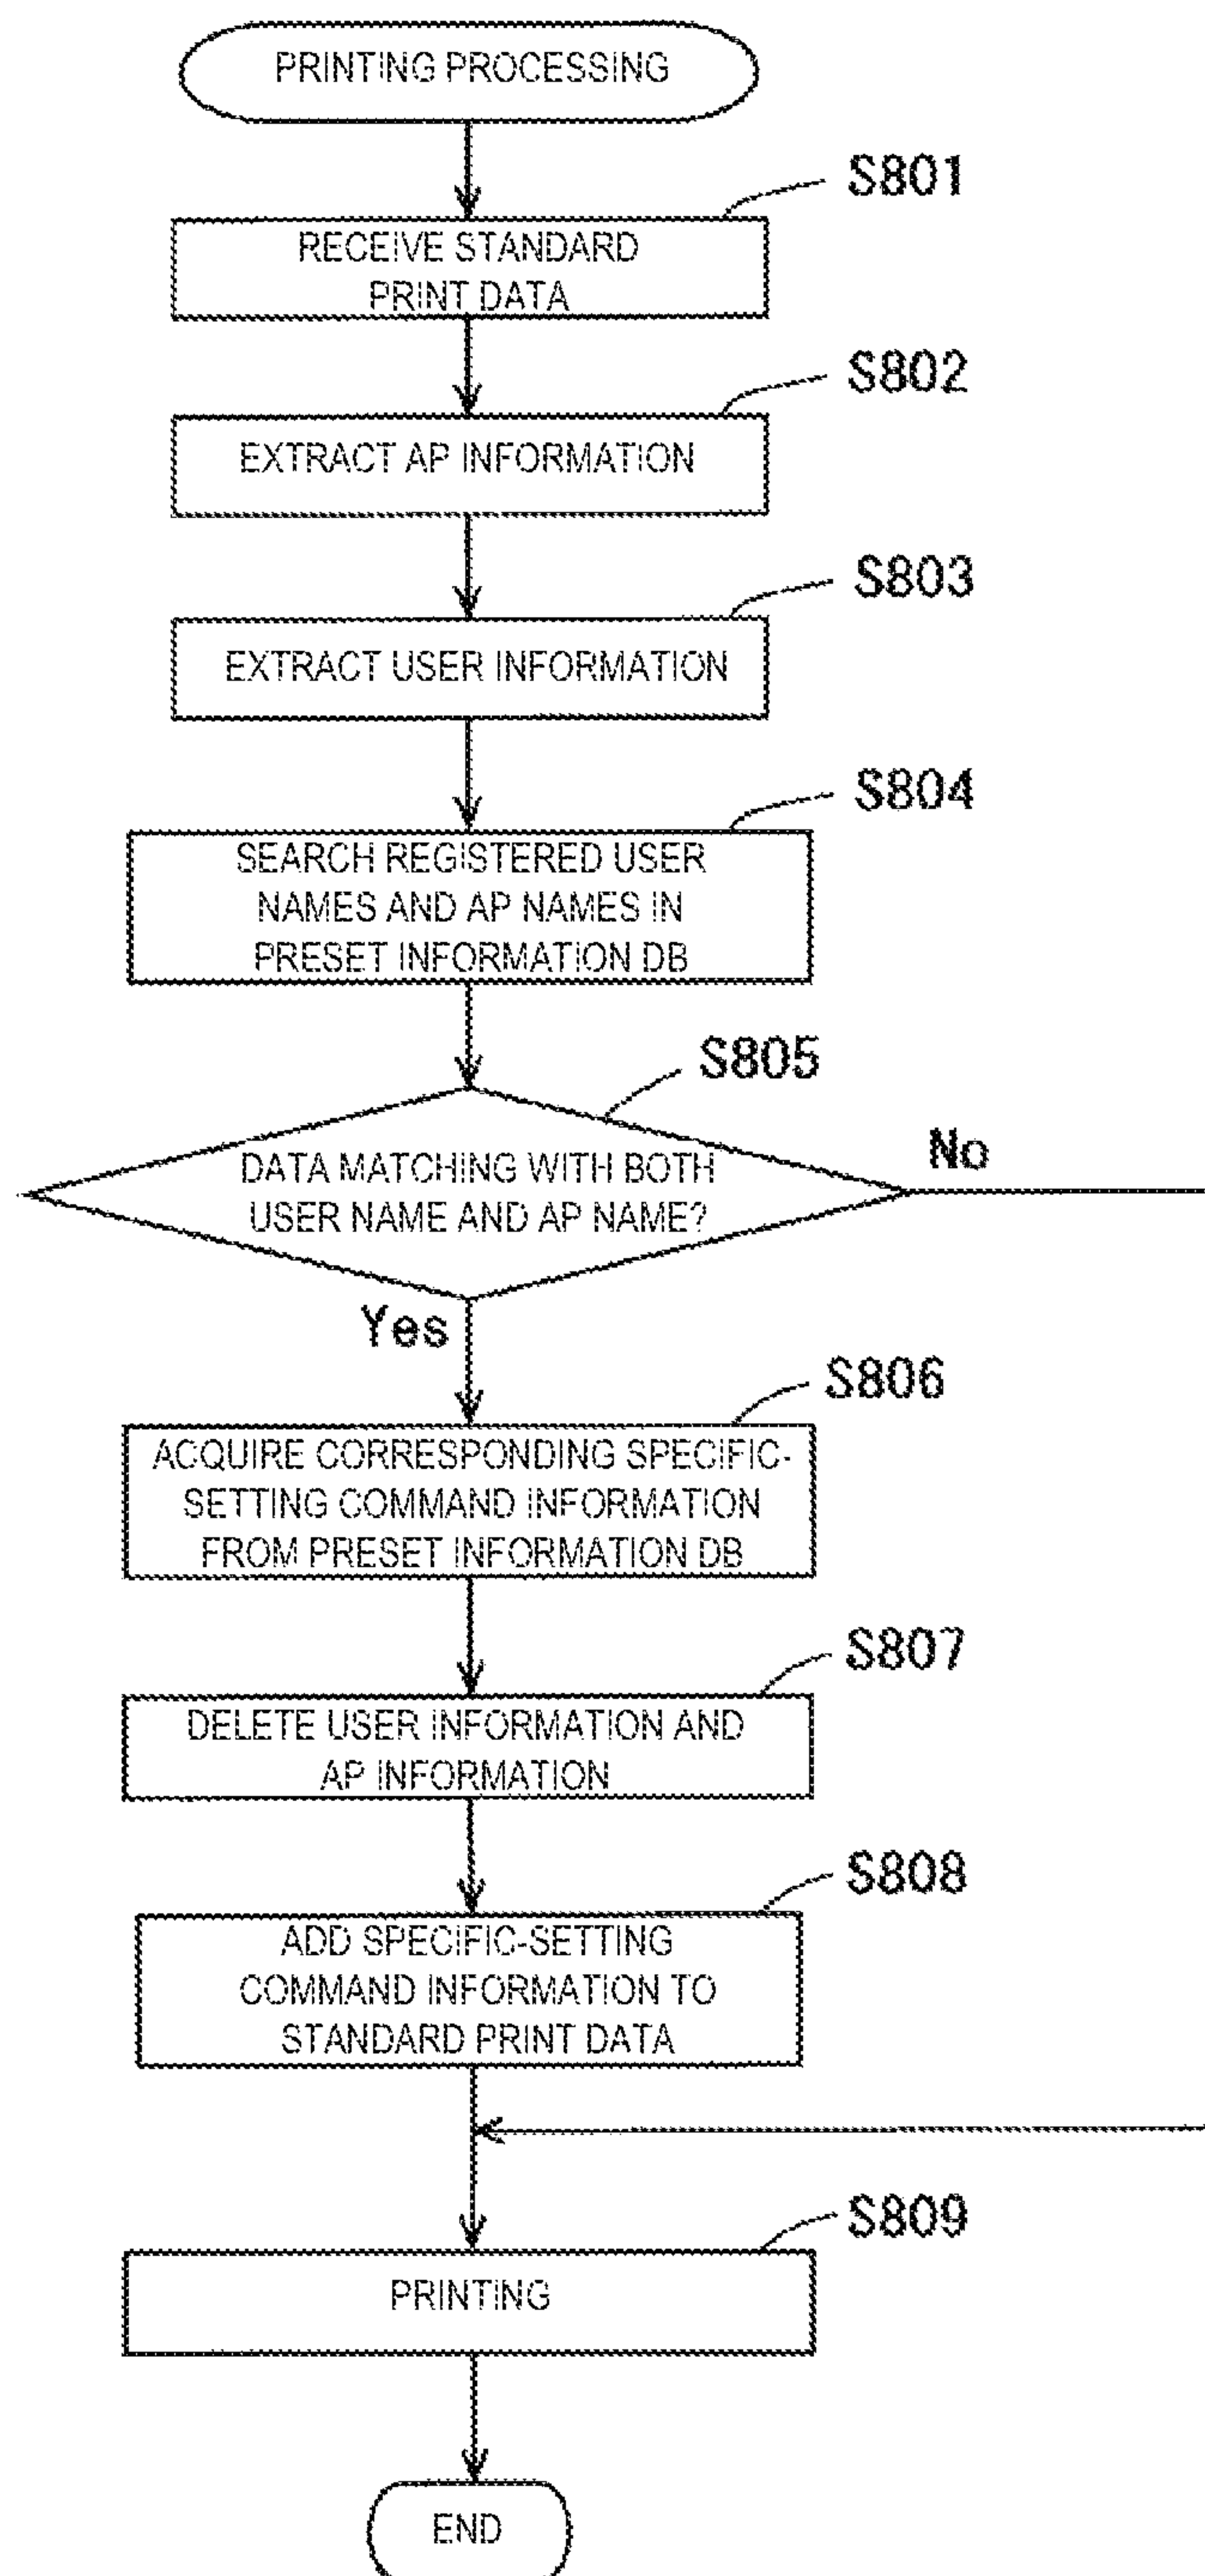 PRINTING PROCESSING
S801
RECEIVE STANDARD
PRINT DATA
S802
EXTRACT AP INFORMATION
S803
EXTRACT USER INFORMATION
S804
SEARCH REGISTERED USER
NAMES AND AP NAMES IN
PRESET INFORMATION DB
S805
DATA MATCHING WITH BOTH
USER NAME AND AP NAME?
No
Yes
S806
ACQUIRE CORRESPONDING SPECIFIC-
SETTING COMMAND INFORMATION
FROM PRESET INFORMATION DB
S807
DELETE USER INFORMATION AND
AP INFORMATION
S808
ADD SPECIFIC-SETTING
COMMAND INFORMATION TO
STANDARD PRINT DATA
S809
PRINTING
END